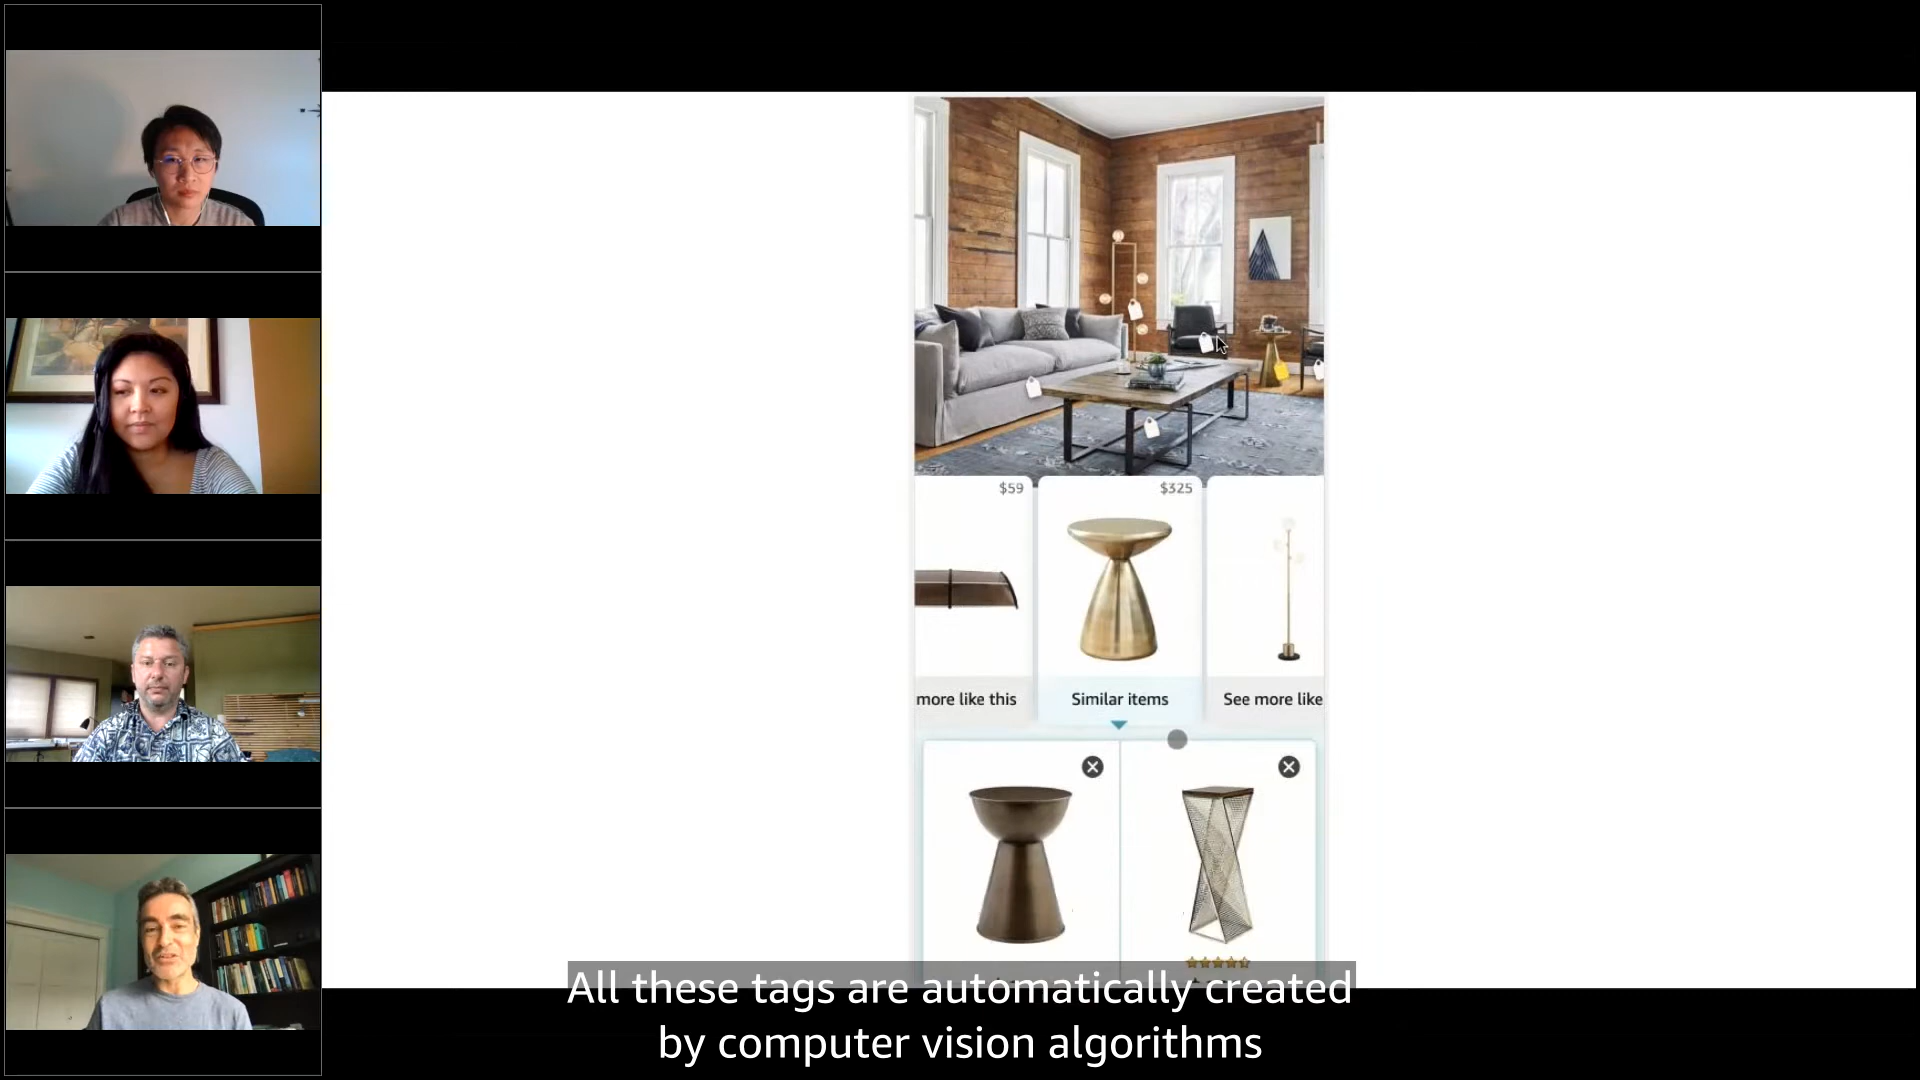 $59
$325
more like this
Similar items
See more like
All these tags are automatically created
by computer vision algorithms